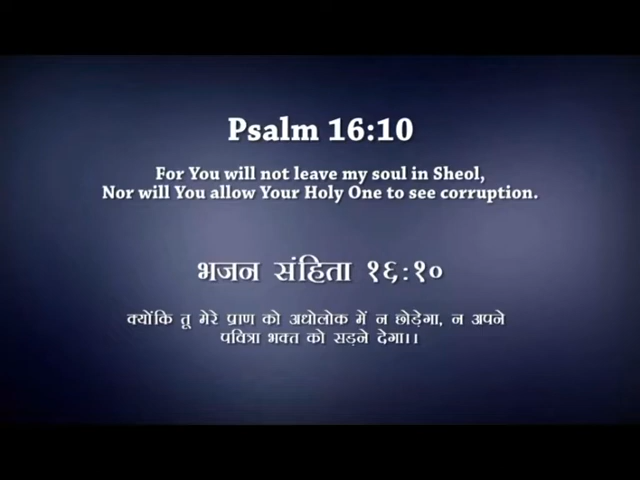 Psalm 16:10
For You will not leave my soul in Sheol,
Nor will You allow Your Holy One to see corruption.
भजन संहिता १६:१०
क्योंकि तू मेरे प्राण को अधोलोक में न छोड़ेगा, न अपने
पवित्रा भक्त को सड़ने देगा।।